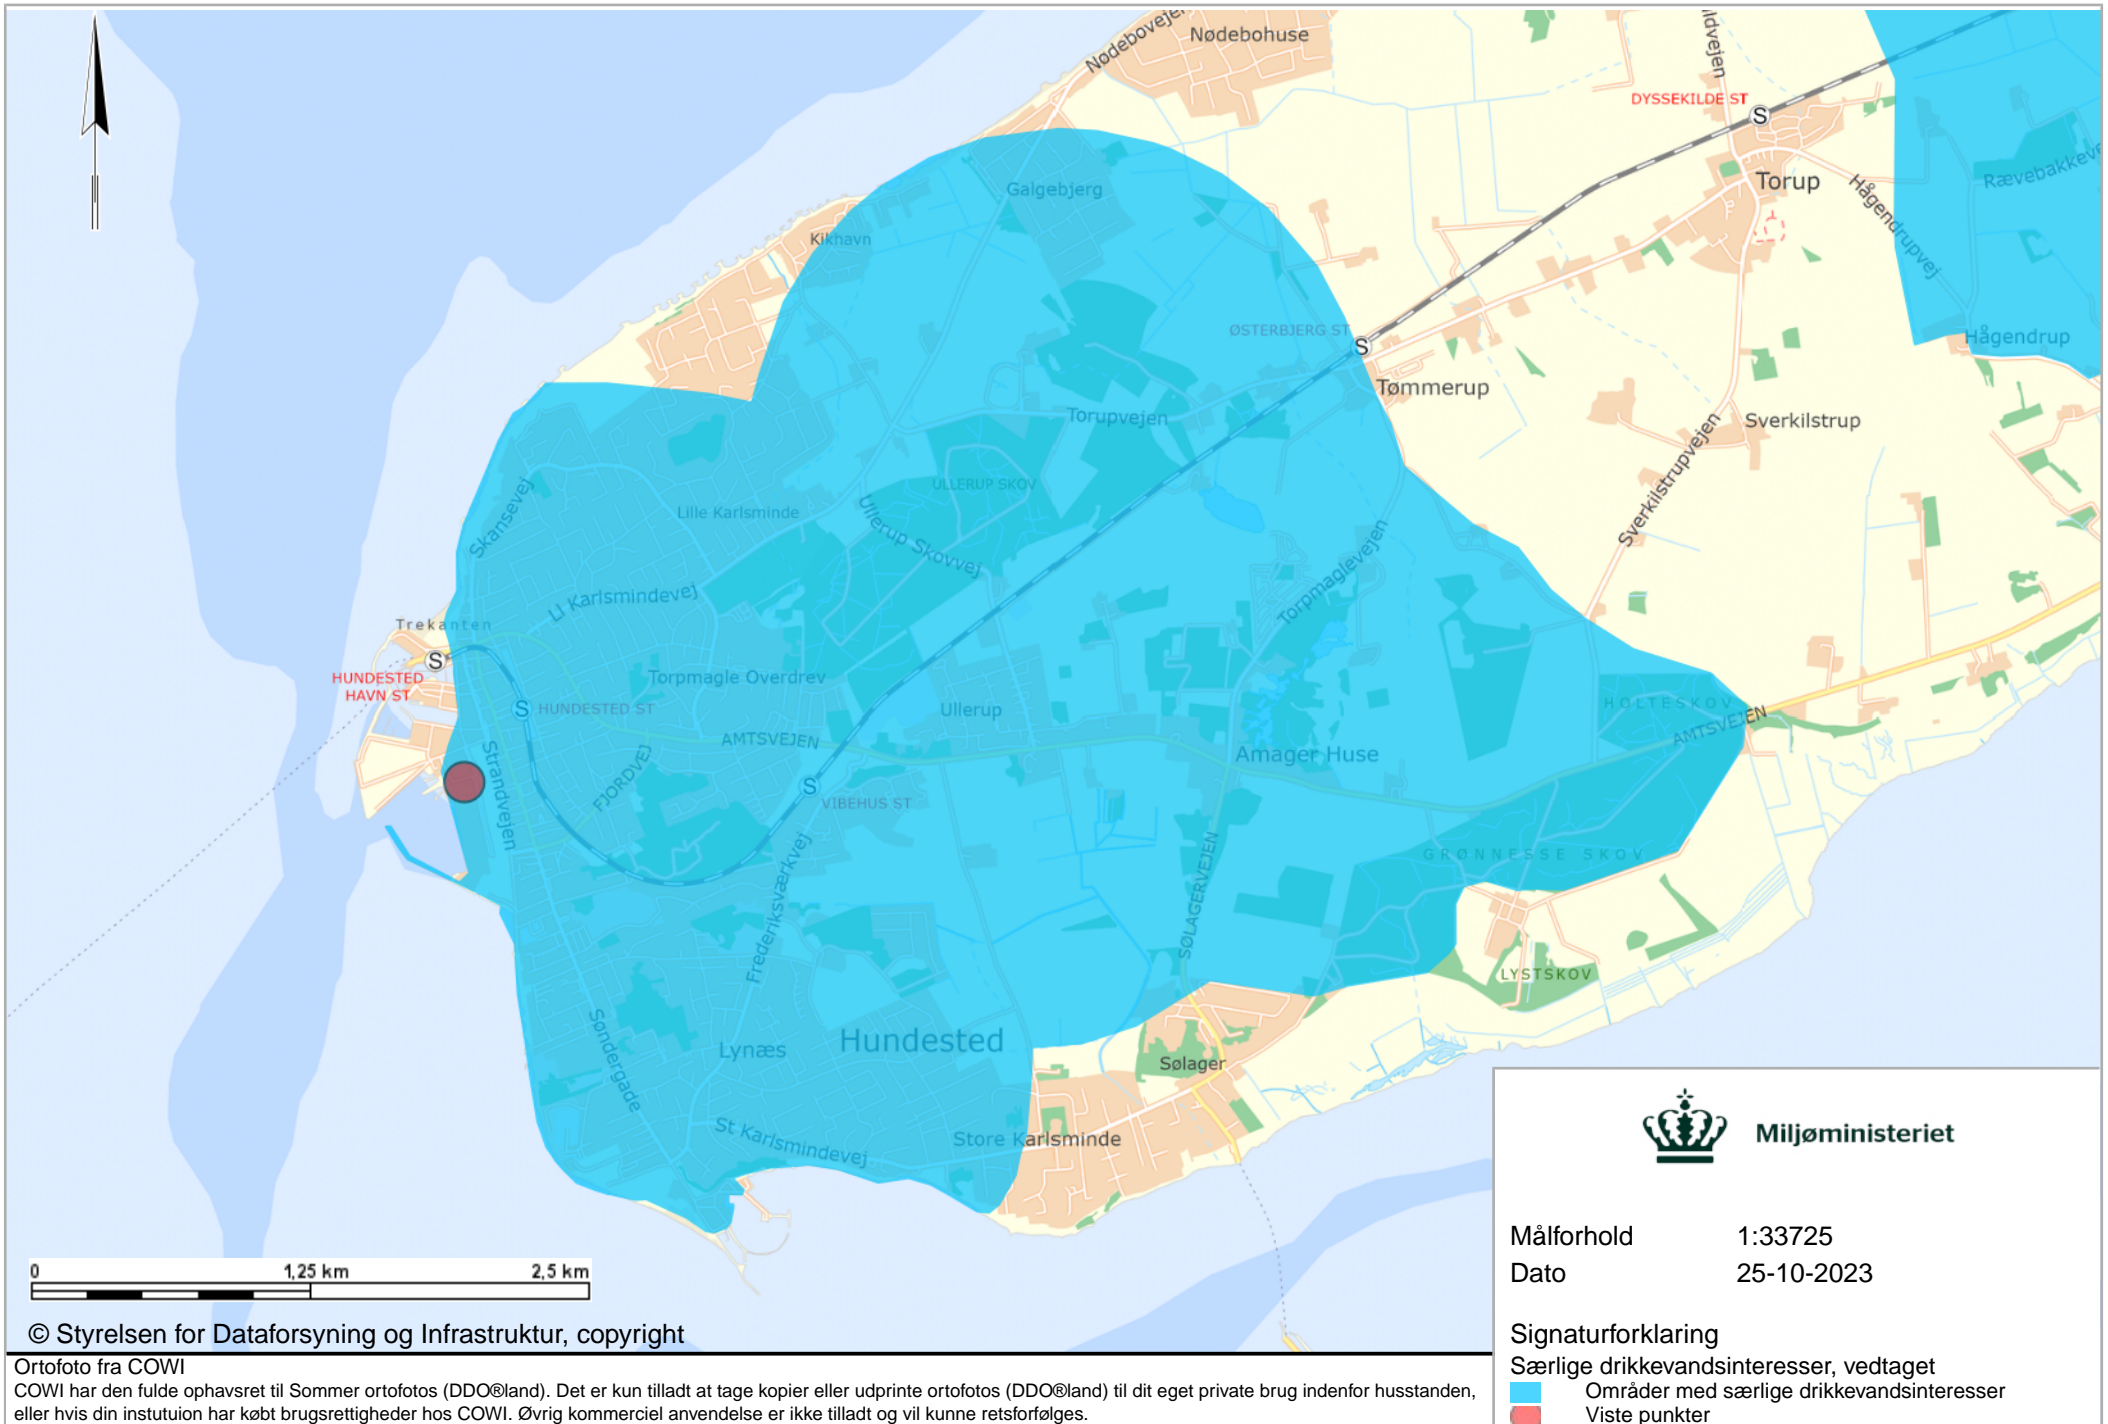 Nødebovejen
Nødebohuse
ldvejen
DYSSEKILDE ST
S
Torup
Hågendrupvej
Rævebakkeve
Galgebjerg
Kikhavn
ØSTERBJERG ST
S
Hågendrup
Tømmerup
Torupvejen
Sverkilstrup
Sverkilstrupvejen
ULLERUP SKOV
Skansevej
Lille Karlsminde
Ullerup Skovvej
Torpmaglevejen
Ll Karlsmindevej
Trekanten
S
HUNDESTED
HAVN ST
Torpmagle Overdrev
S
HUNDESTED ST
Ullerup
HOLTESKOV
AMTSVEJEN
AMTSVEJEN
Strandvejen
FJORDVEJ
Amager Huse
S
VIBEHUS ST
SØLAGERVEJEN
GRØNNESSE SKOV
Frederiksværkvej
LYSTSKOV
Søndergade
Lynæs
Hundested
Sølager
St Karlsmindevej
Store Karlsminde
Miljøministeriet
Målforhold 1:33725
Dato 25-10-2023
0 1,25 km 2,5 km
© Styrelsen for Dataforsyning og Infrastruktur, copyright
Signaturforklaring
Særlige drikkevandsinteresser, vedtaget
Områder med særlige drikkevandsinteresser
Viste punkter
Ortofoto fra COWI
COWI har den fulde ophavsret til Sommer ortofotos (DDO®land). Det er kun tilladt at tage kopier eller udprinte ortofotos (DDO®land) til dit eget private brug indenfor husstanden,
eller hvis din instutuion har købt brugsrettigheder hos COWI. Øvrig kommerciel anvendelse er ikke tilladt og vil kunne retsforfølges.